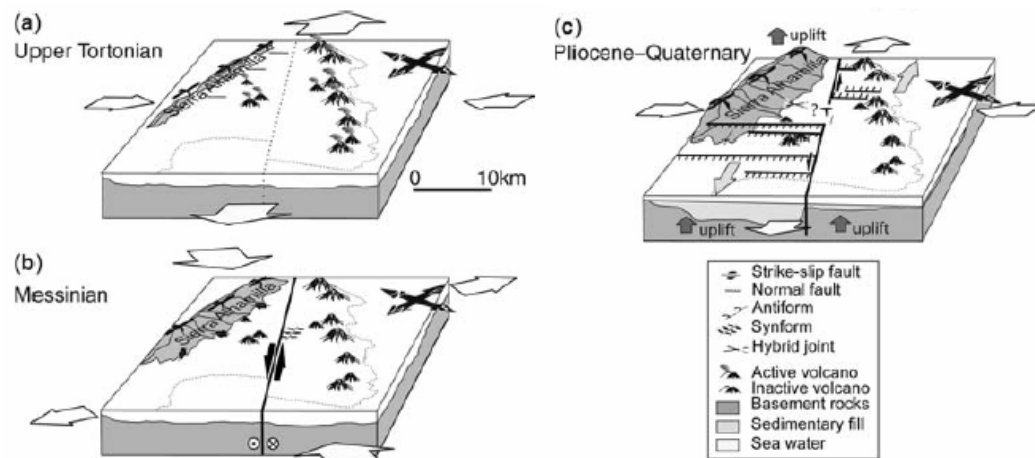 (a)
Upper Tortonian
Sierra Alhamilla
0 10km
(b)
Messinian
Sierra Alhamilla
(c)
Pliocene–Quaternary
uplift
Sierra Alhamilla
?
uplift
uplift
Strike-slip fault
Normal fault
Antiform
Synform
Hybrid joint
Active volcano
Inactive volcano
Basement rocks
Sedimentary fill
Sea water